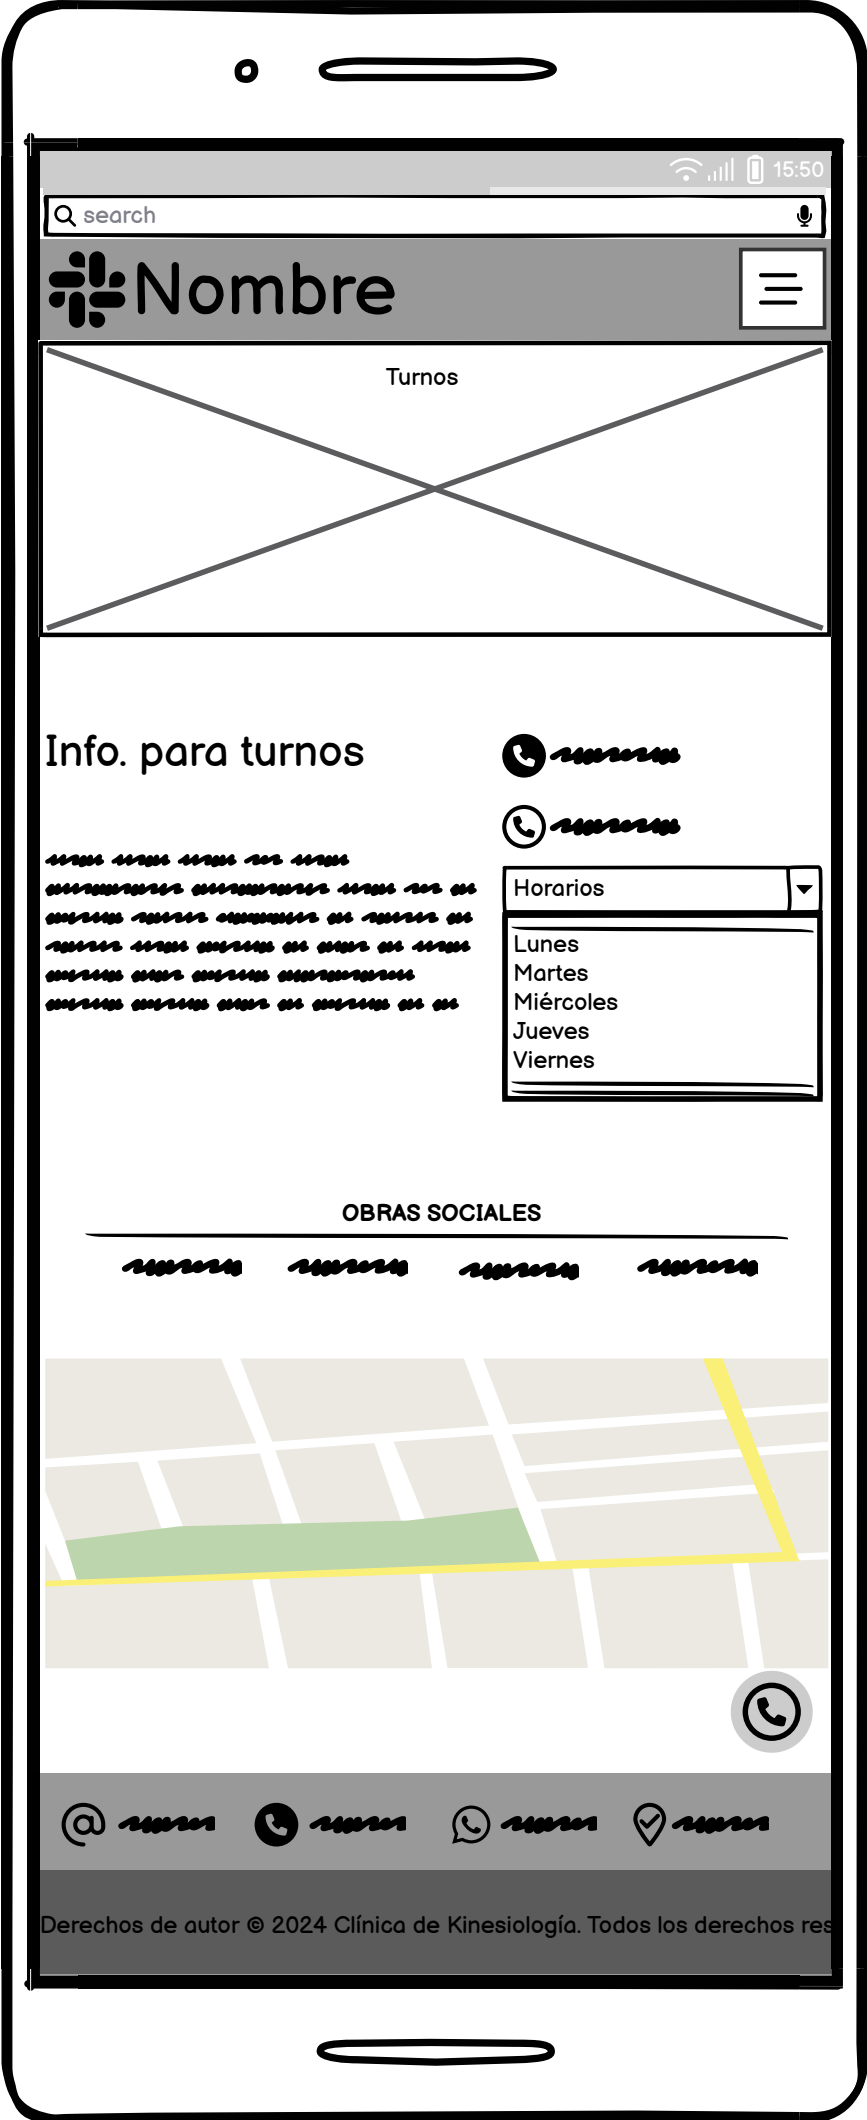 15:50
search
Nombre
Turnos
Info. para turnos
Horarios
Lunes
Martes
Miércoles
Jueves
Viernes
OBRAS SOCIALES
Derechos de autor © 2024 Clínica de Kinesiología. Todos los derechos res